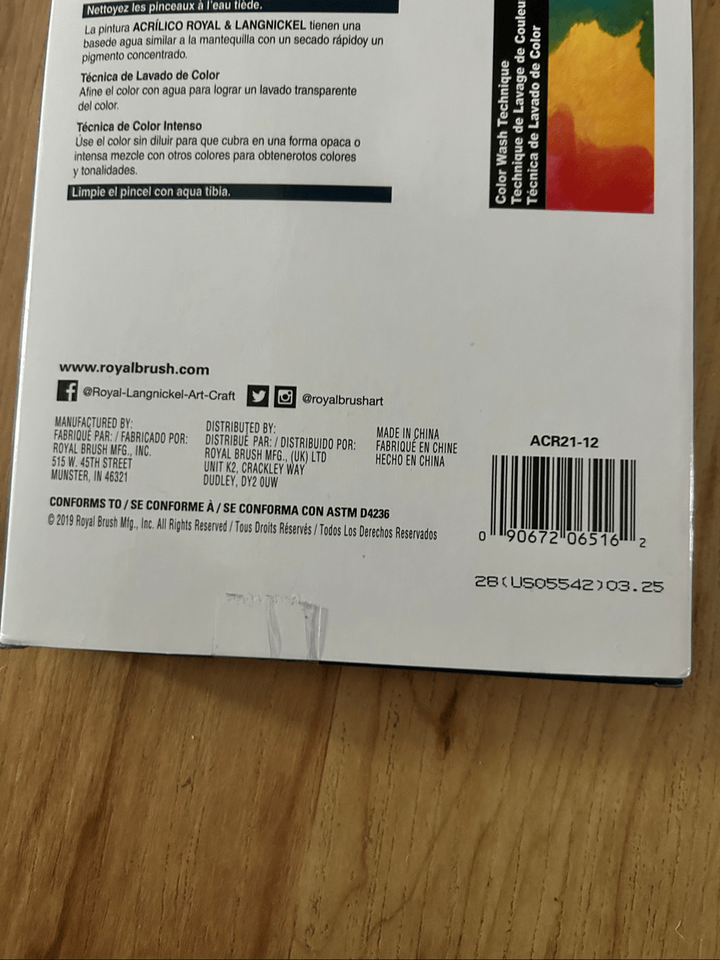 Nettoyez les pinceaux à l'eau tiède.
La pintura ACRÍLICO ROYAL & LANGNICKEL tienen una
basede agua similar a la mantequilla con un secado rápidoy un
pigmento concentrado.
Técnica de Lavado de Color
Afine el color con agua para lograr un lavado transparente
del color.
Técnica de Color Intenso
Úse el color sin diluir para que cubra en una forma opaca o
intensa mezcle con otros colores para obtenerotos colores
y tonalidades.
Limpie el pincel con aqua tibia.
Color Wash Technique
Technique de Lavage de Couleu
Técnica de Lavado de Color
www.royalbrush.com
@Royal-Langnickel-Art-Craft
@royalbrushart
MANUFACTURED BY:
FABRIQUÉ PAR: / FABRICADO POR:
ROYAL BRUSH MFG., INC.
515 W. 45TH STREET
MUNSTER, IN 46321
DISTRIBUTED BY:
DISTRIBUÉ PAR: / DISTRIBUIDO POR:
ROYAL BRUSH MFG., (UK) LTD
UNIT K2, CRACKLEY WAY
DUDLEY, DY2 0UW
MADE IN CHINA
FABRIQUÉ EN CHINE
HECHO EN CHINA
CONFORMS TO / SE CONFORME À / SE CONFORMA CON ASTM D4236
© 2019 Royal Brush Mfg., Inc. All Rights Reserved / Tous Droits Réservés / Todos Los Derechos Reservados
ACR21-12
0 90672 06516 2
28(US05542)03.25